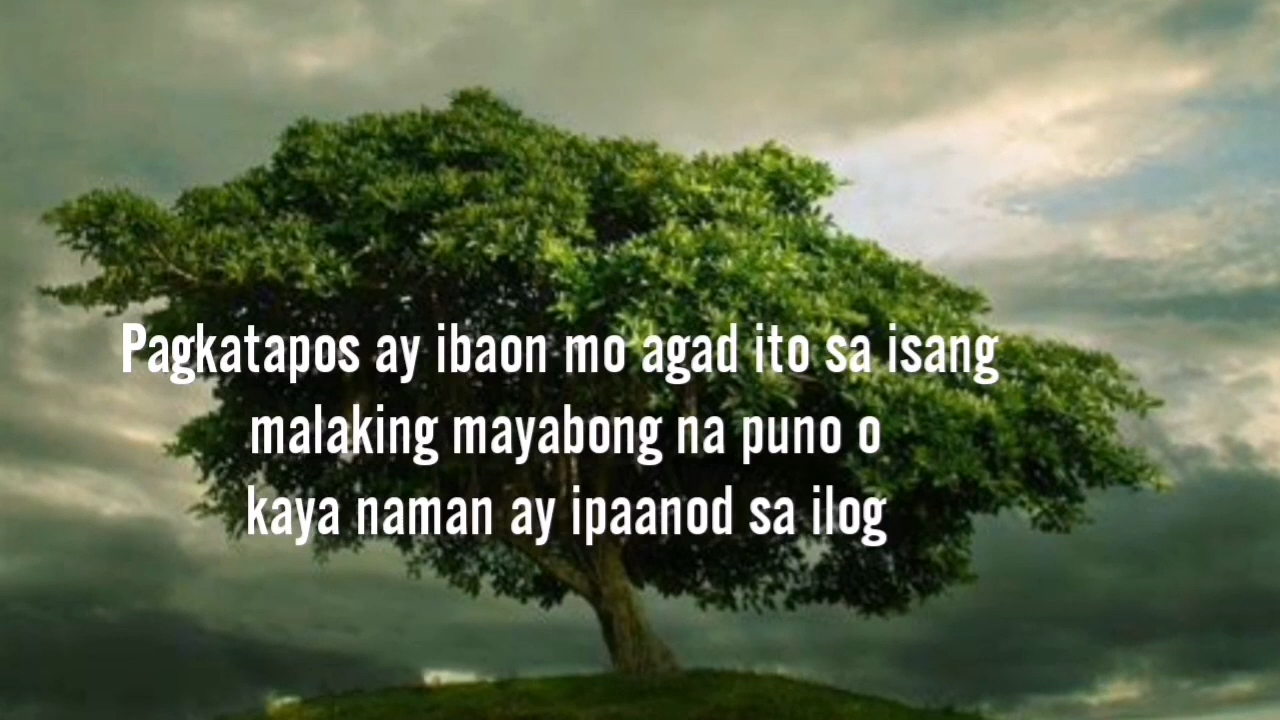 Pagkatapos ay ibaon mo agad ito sa isang
malaking mayabong na puno o
kaya naman ay ipaanod sa ilog